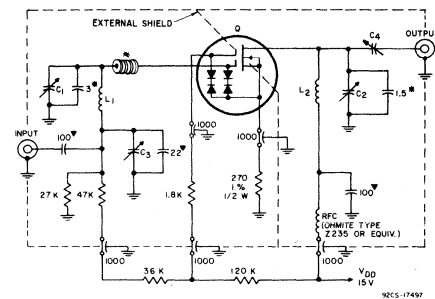 EXTERNAL SHIELD
Q
C4
OUTPUT
*
C1
3*
L1
L2
C2
1.5*
1000
1000
INPUT
100▼
C3
22▼
27K
47K
1.8K
270
1%
1/2 W
100▼
RFC
(OHMITE TYPE
Z235 OR EQUIV.)
1000
1000
1000
36 K
120 K
VDD
15V
92CS-17497